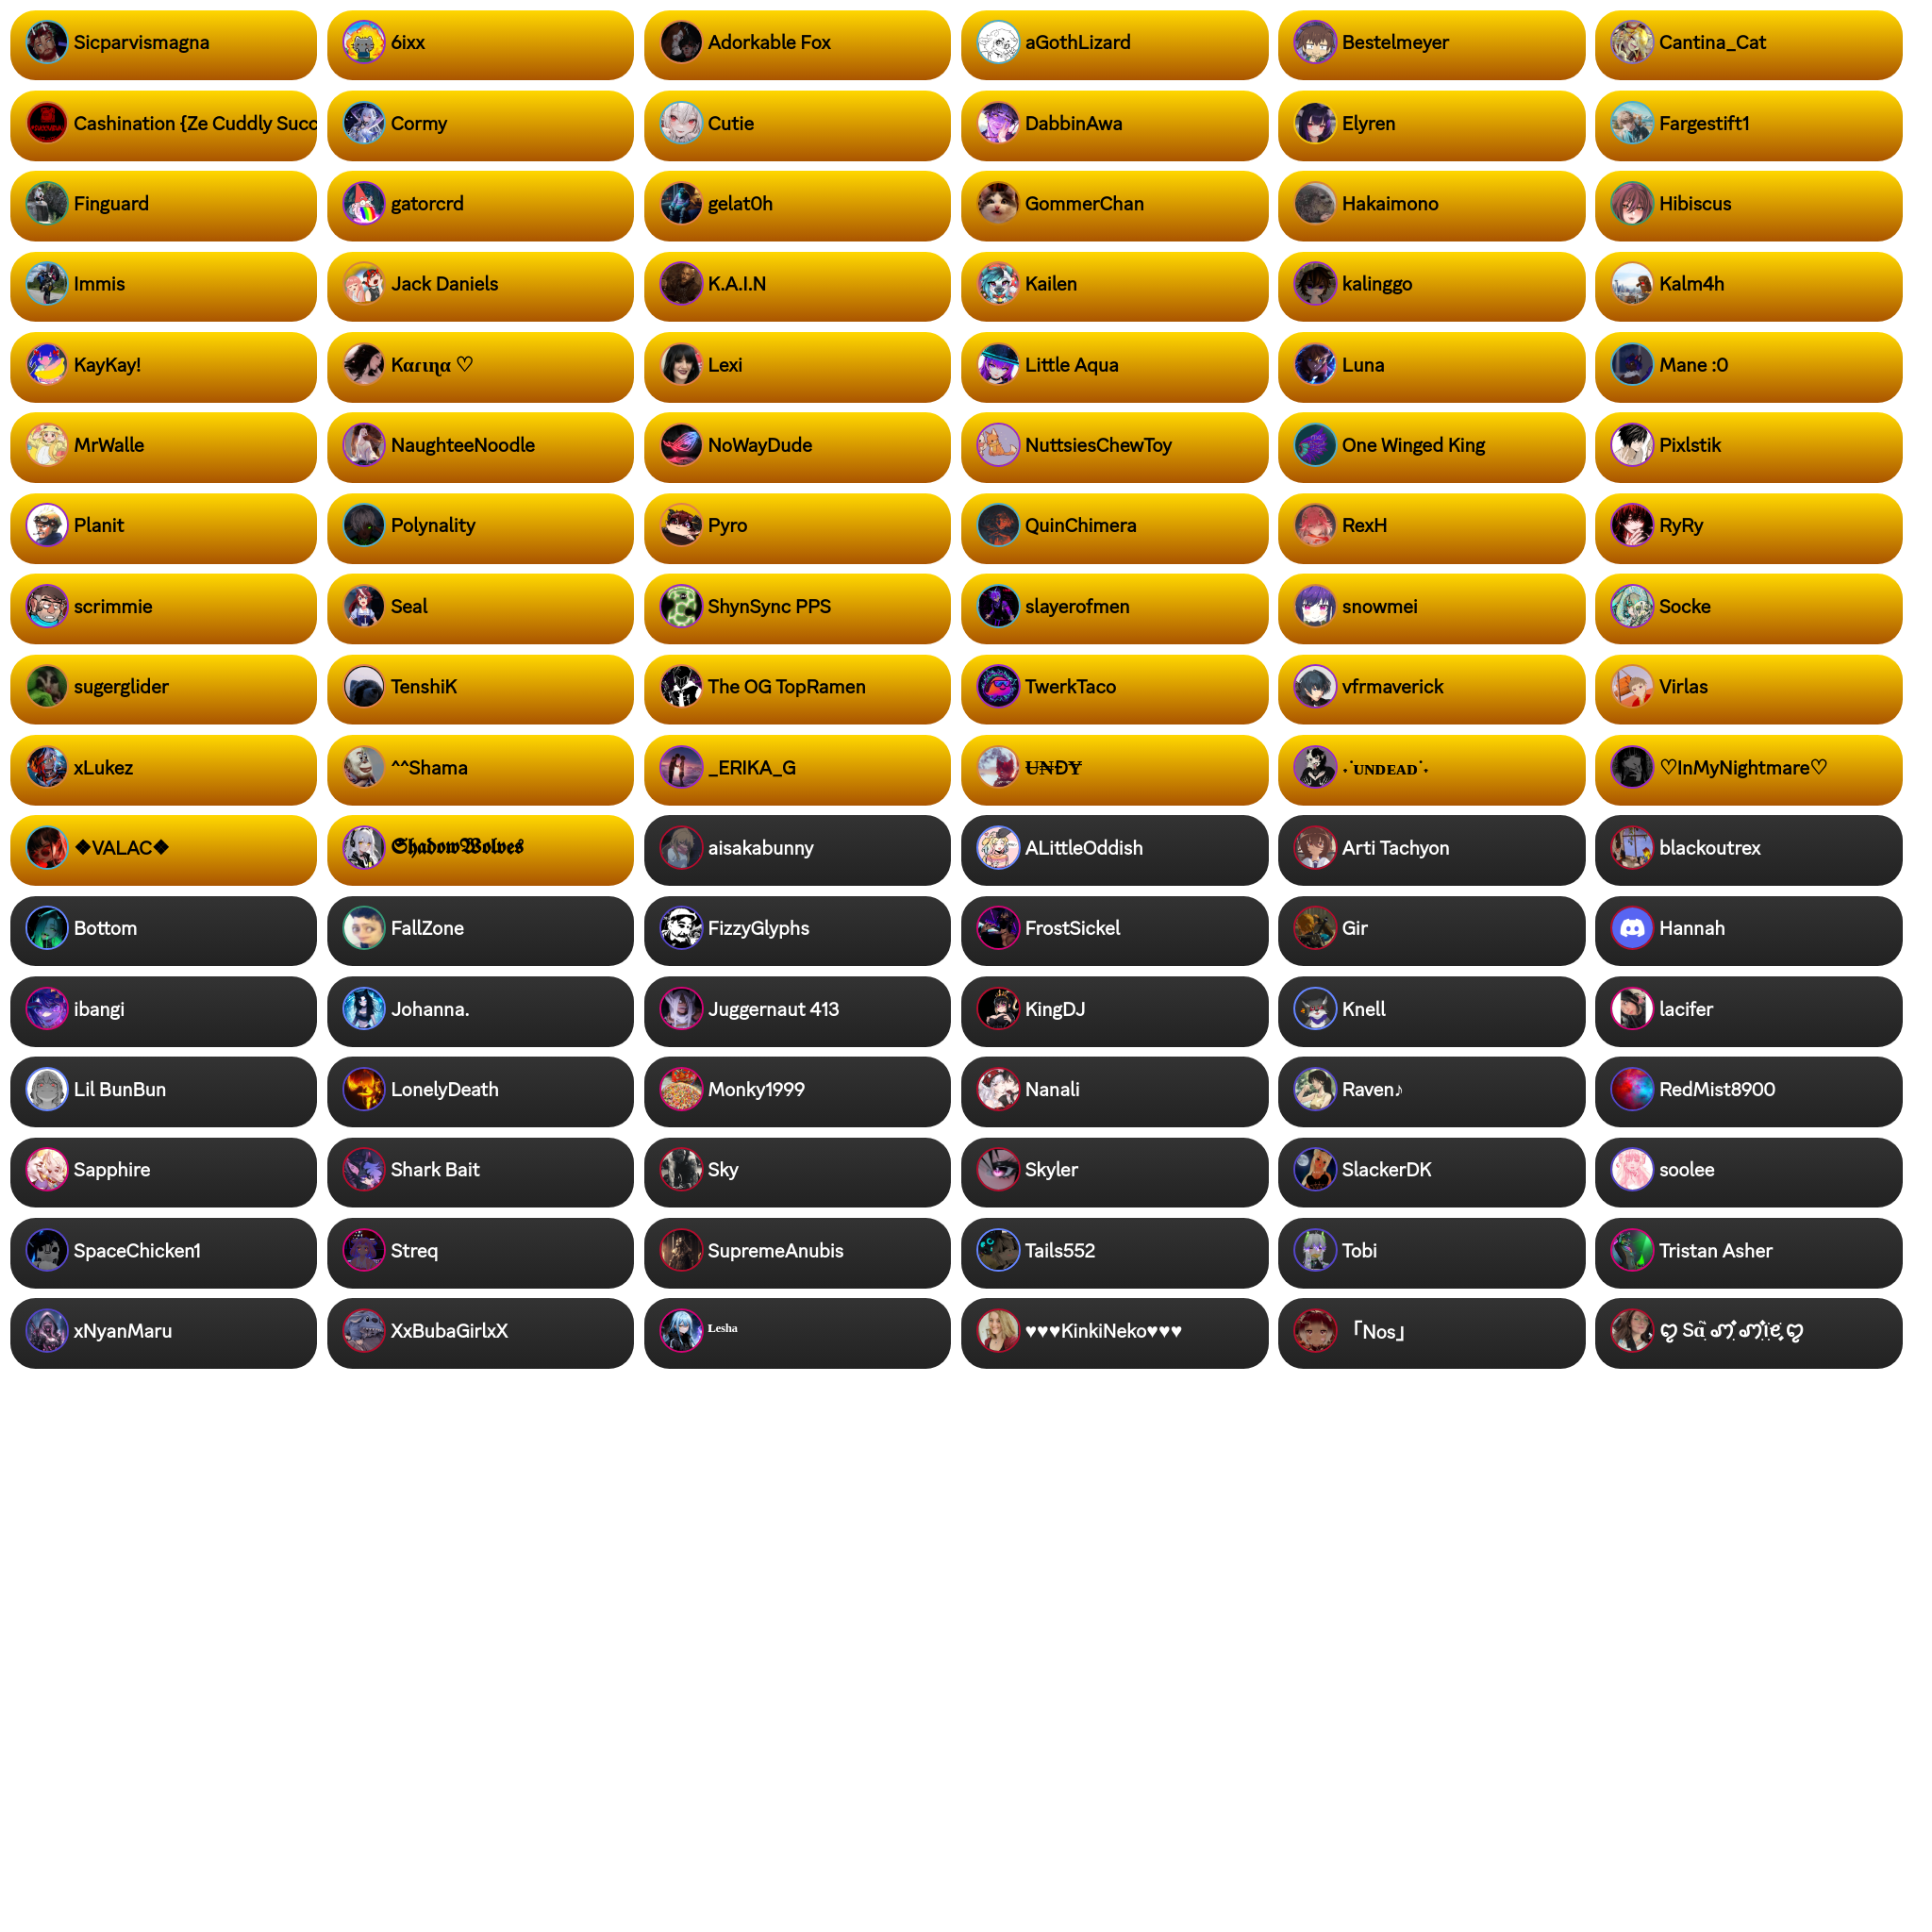 Sicparvismagna
6ixx
Adorkable Fox
aGothLizard
Bestelmeyer
Cantina_Cat
Cashination {Ze Cuddly Succ
Cormy
Cutie
DabbinAwa
Elyren
Fargestift1
Finguard
gatorcrd
gelat0h
GommerChan
Hakaimono
Hibiscus
Immis
Jack Daniels
K.A.I.N
Kailen
kalinggo
Kalm4h
KayKay!
Kαɾιɳα ♡
Lexi
Little Aqua
Luna
Mane :0
MrWalle
NaughteeNoodle
NoWayDude
NuttsiesChewToy
One Winged King
Pixlstik
Planit
Polynality
Pyro
QuinChimera
RexH
RyRy
scrimmie
Seal
ShynSync PPS
slayerofmen
snowmei
Socke
sugerglider
TenshiK
The OG TopRamen
TwerkTaco
vfrmaverick
Virlas
xLukez
^^Shama
_ERIKA_G
U̶₦ĐɎ
˙ᴜɴᴅᴇᴀᴅ˙
♡InMyNightmare♡
❖VALAC❖
𝕾𝖍𝖆𝖉𝖔𝖜𝖂𝖔𝖑𝖛𝖊𝖘
aisakabunny
ALittleOddish
Arti Tachyon
blackoutrex
Bottom
FallZone
FizzyGlyphs
FrostSickel
Gir
Hannah
ibangi
Johanna.
Juggernaut 413
KingDJ
Knell
lacifer
Lil BunBun
LonelyDeath
Monky1999
Nanali
Raven♪
RedMist8900
Sapphire
Shark Bait
Sky
Skyler
SlackerDK
soolee
SpaceChicken1
Streq
SupremeAnubis
Tails552
Tobi
Tristan Asher
xNyanMaru
XxBubaGirlxX
ᴸᵉˢʰᵃ
♥♥♥KinkiNeko♥♥♥
「Nos」